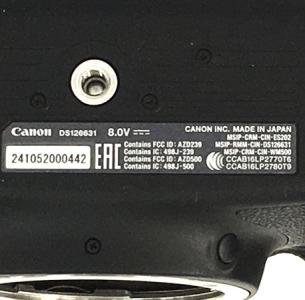 Canon DS126631 8.0V
241052000442
EAC
Contains FCC ID: AZD239
Contains IC: 498J-239
Contains FCC ID: AZD500
Contains IC: 498J-500
CANON INC. MADE IN JAPAN
MSIP-CRM-CIN-ES202
MSIP-RMM-CIN-DS126631
MSIP-CRM-CIN-WM500
CCAB16LP2770T6
CCAB16LP2780T9